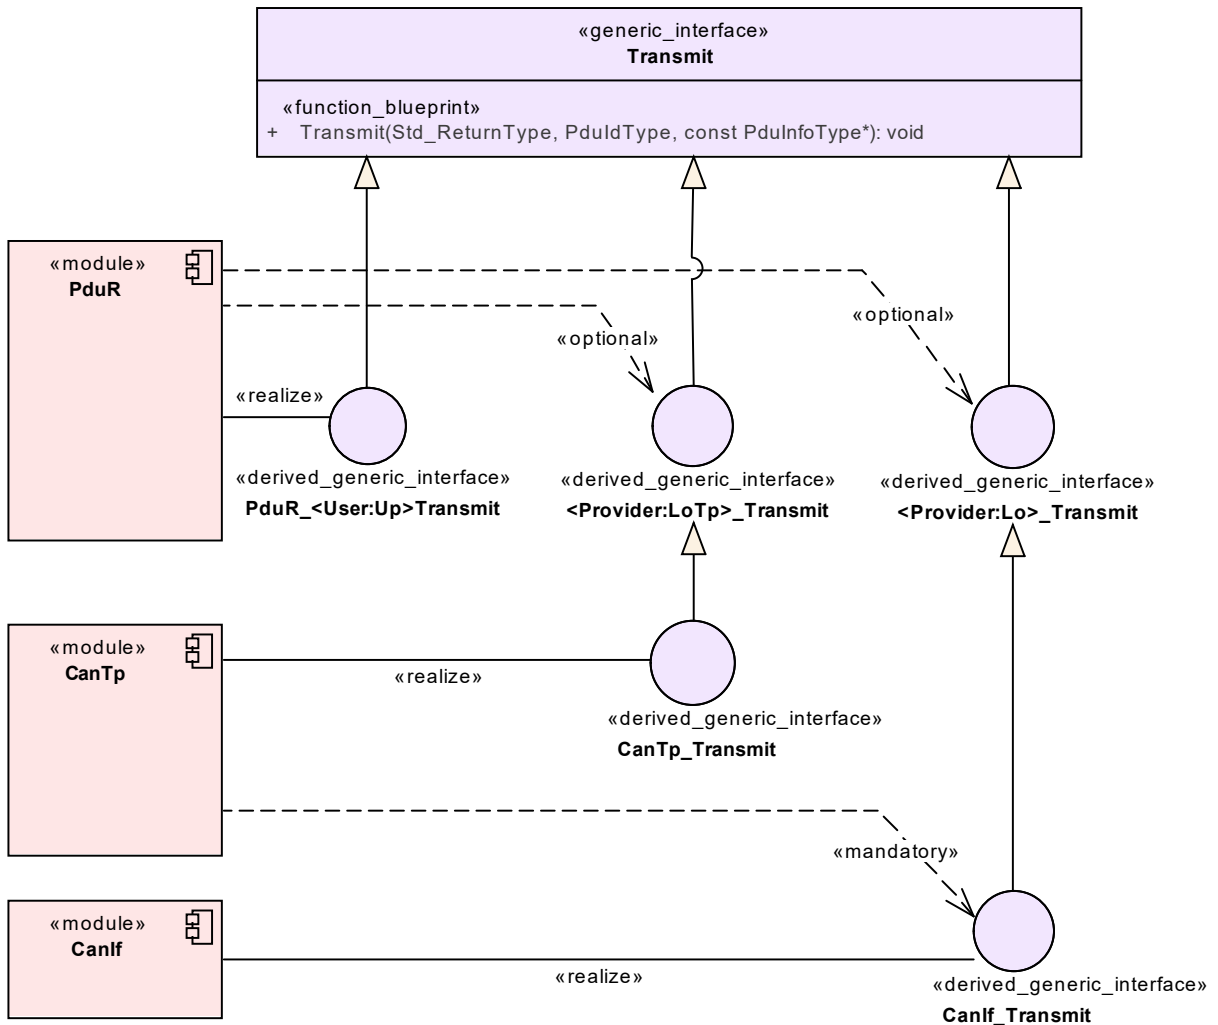 «generic_interface»
Transmit
«function_blueprint»
+ Transmit(Std_ReturnType, PduIdType, const PduInfoType*): void
«module»
PduR
«optional»
«optional»
«realize»
«derived_generic_interface»
PduR_<User:Up>Transmit
«derived_generic_interface»
<Provider:LoTp>_Transmit
«derived_generic_interface»
<Provider:Lo>_Transmit
«module»
CanTp
«realize»
«derived_generic_interface»
CanTp_Transmit
«mandatory»
«module»
CanIf
«realize»
«derived_generic_interface»
CanIf_Transmit